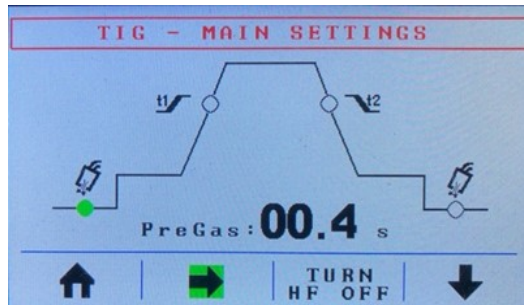 TIG - MAIN SETTINGS
t1
t2
PreGas: 00.4 s
TURN
HF OFF